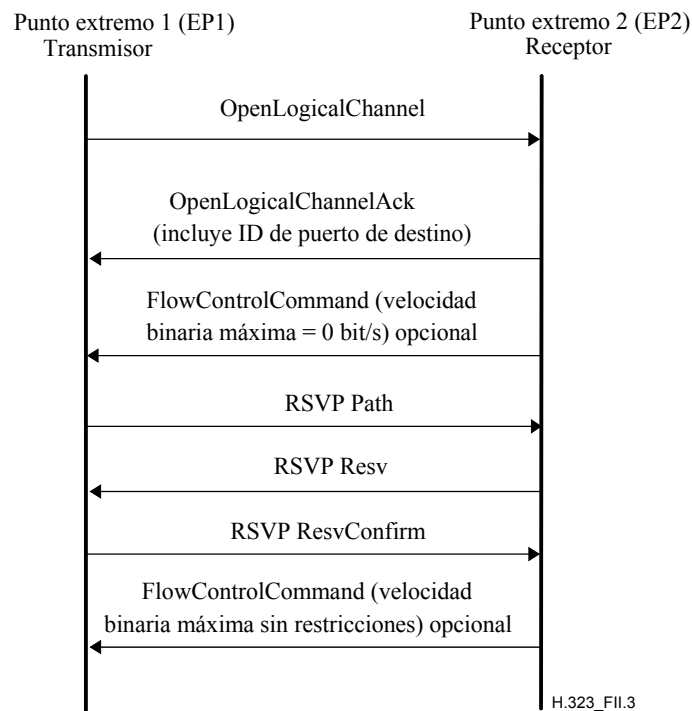 Punto extremo 1 (EP1)
Transmisor
Punto extremo 2 (EP2)
Receptor
OpenLogicalChannel
OpenLogicalChannelAck
(incluye ID de puerto de destino)
FlowControlCommand (velocidad
binaria máxima = 0 bit/s) opcional
RSVP Path
RSVP Resv
RSVP ResvConfirm
FlowControlCommand (velocidad
binaria máxima sin restricciones) opcional
H.323_FII.3